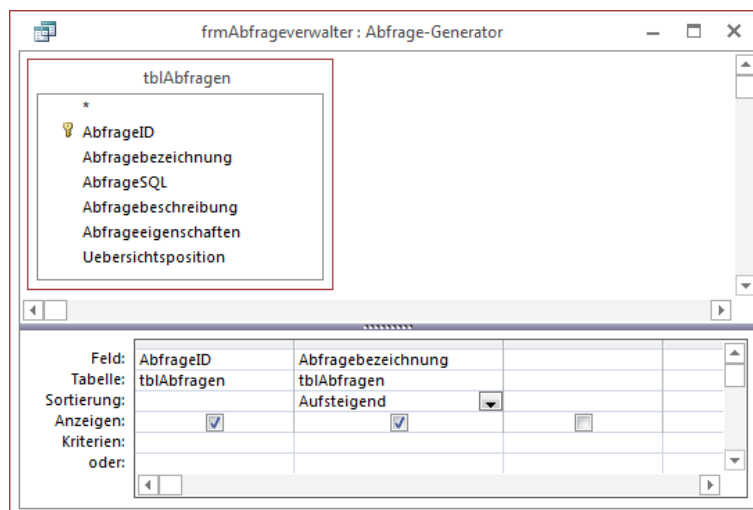 frmAbfrageverwalter : Abfrage-Generator
tblAbfragen
*
AbfrageID
Abfragebezeichnung
AbfrageSQL
Abfragebeschreibung
Abfrageeigenschaften
Uebersichtsposition
Feld: AbfrageID Abfragebezeichnung
Tabelle: tblAbfragen tblAbfragen
Sortierung: Aufsteigend
Anzeigen:
Kriterien:
oder: